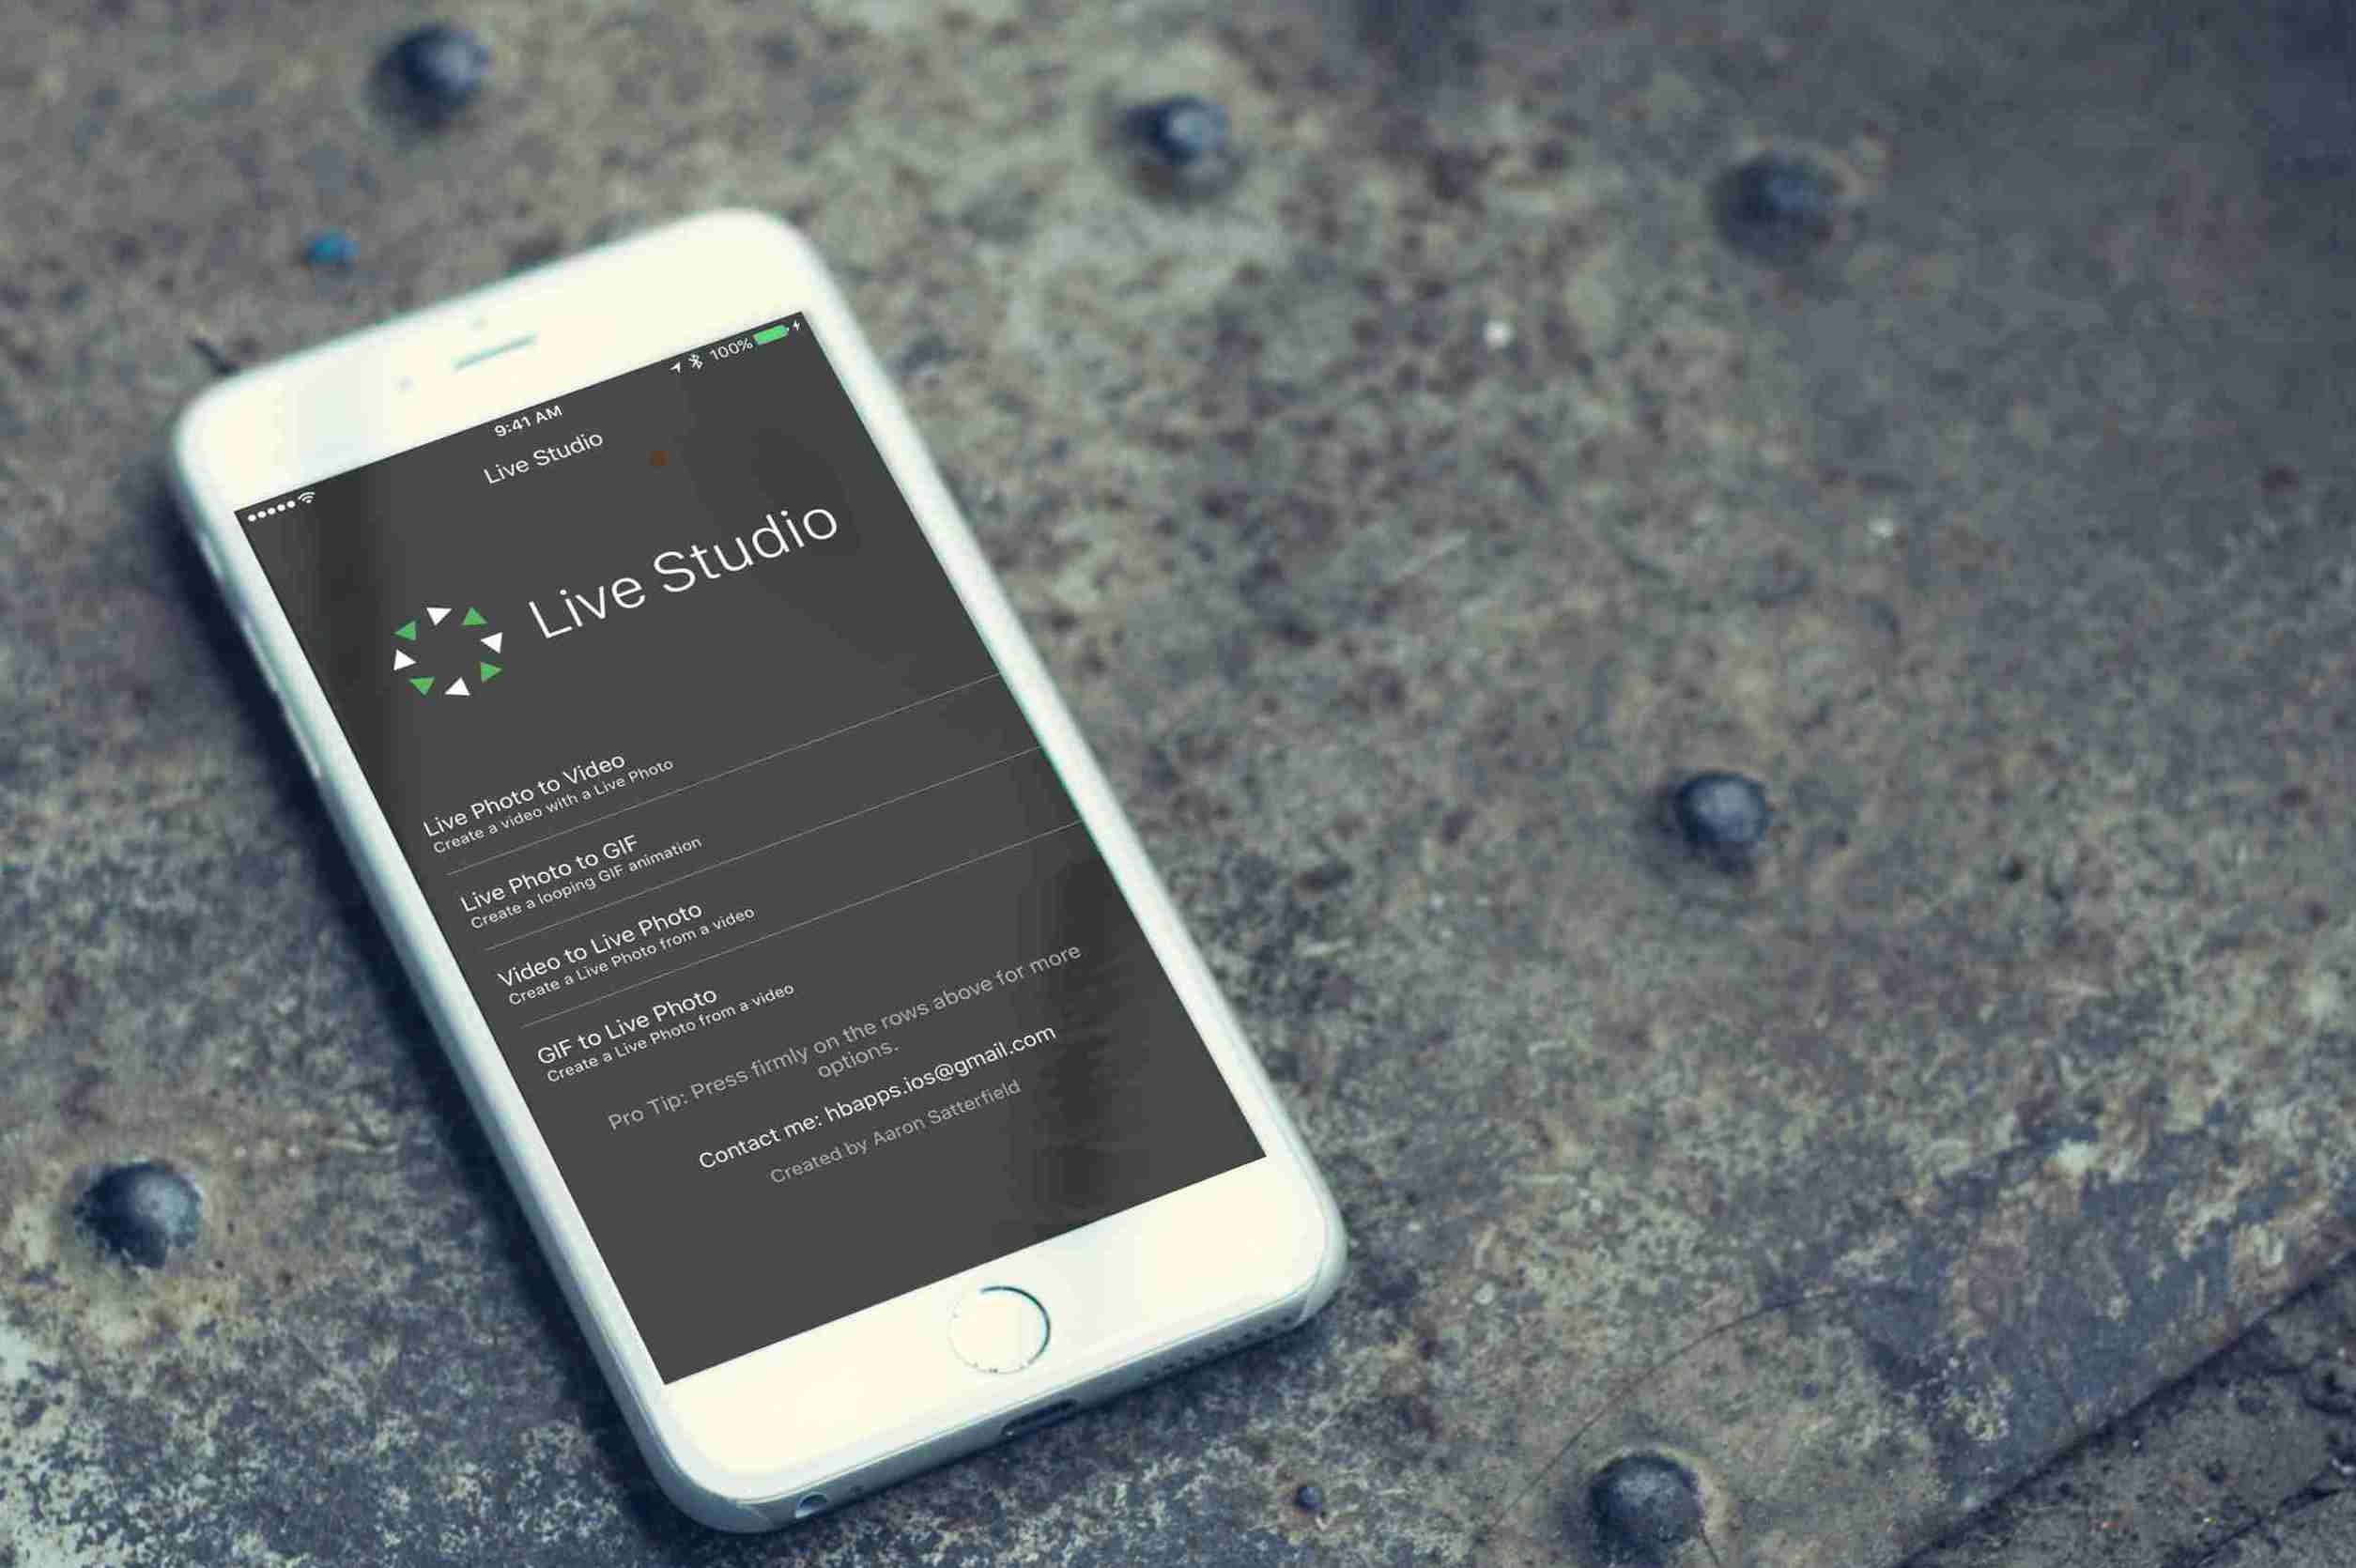 9:41 AM
100%
Live Studio
Live Studio
Live Photo to Video
Create a video with a Live Photo
Live Photo to GIF
Create a looping GIF animation
Video to Live Photo
Create a Live Photo from a video
GIF to Live Photo
Create a Live Photo from a video
Pro Tip: Press firmly on the rows above for more
options.
Contact me: hbapps.ios@gmail.com
Created by Aaron Satterfield